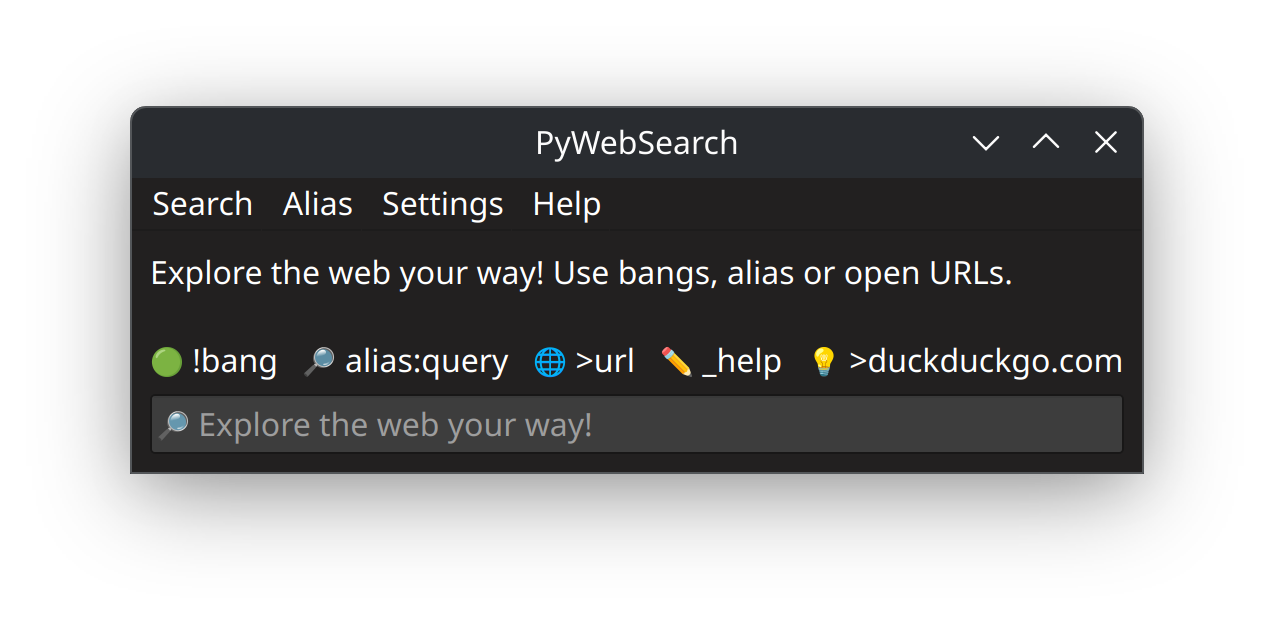 PyWebSearch
Search Alias Settings Help
Explore the web your way! Use bangs, alias or open URLs.
🟢 !bang 🔎 alias:query 🌐 >url ✏️ _help 💡 >duckduckgo.com
🔎 Explore the web your way!